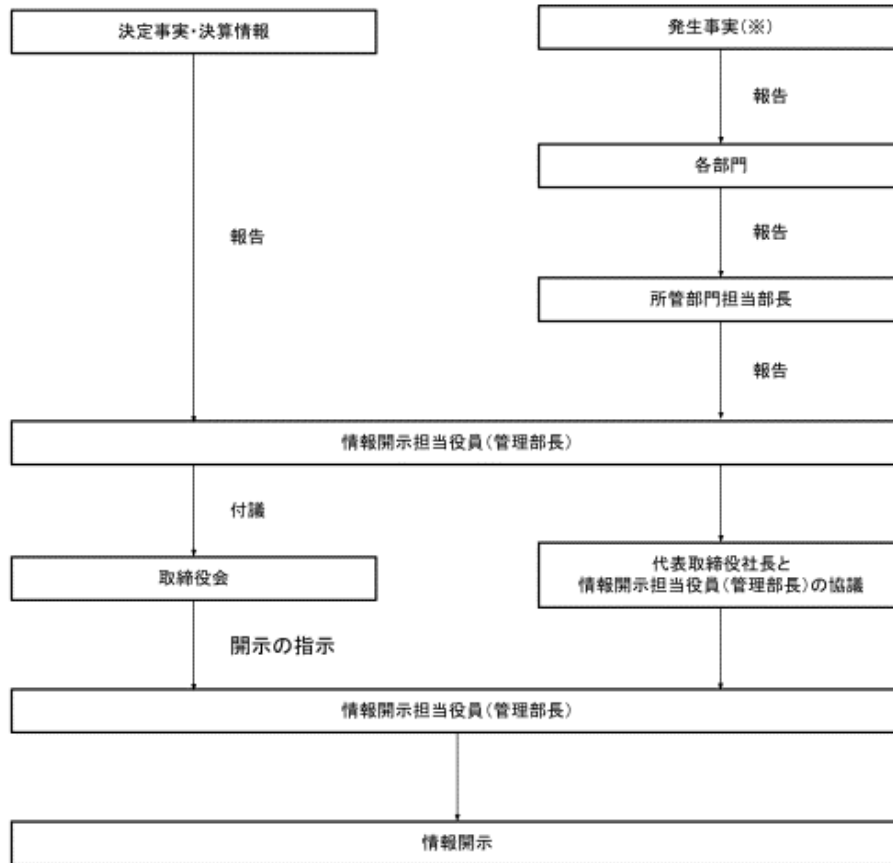 決定事実・決算情報
発生事実(※)
報告
各部門
報告
報告
所管部門担当部長
報告
情報開示担当役員(管理部長)
付議
取締役会
代表取締役社長と
情報開示担当役員(管理部長)の協議
開示の指示
情報開示担当役員(管理部長)
情報開示